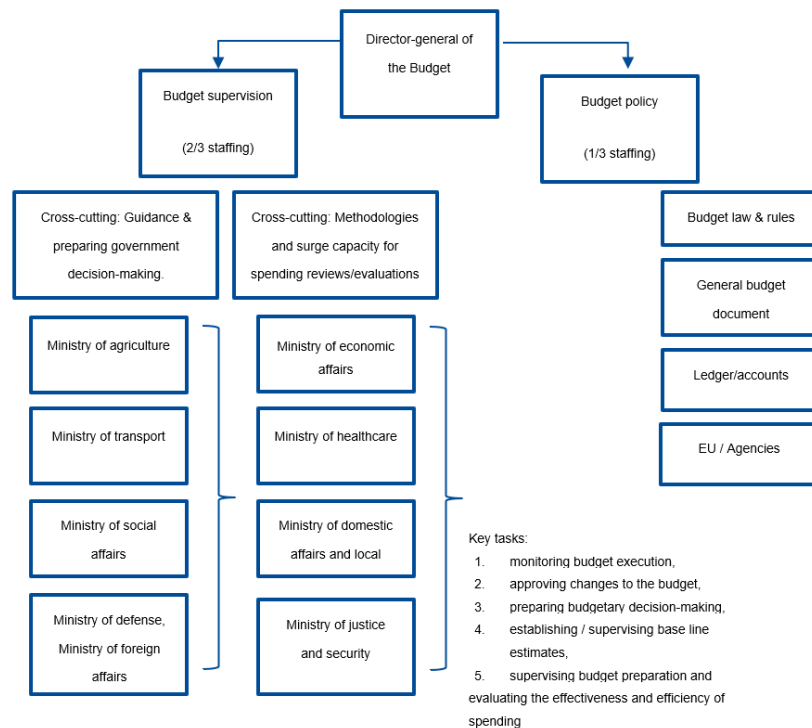 Director-general of
the Budget
Budget supervision
(2/3 staffing)
Budget policy
(1/3 staffing)
Cross-cutting: Guidance &
preparing government
decision-making.
Cross-cutting: Methodologies
and surge capacity for
spending reviews/evaluations
Budget law & rules
General budget
document
Ledger/accounts
EU / Agencies
Ministry of agriculture
Ministry of transport
Ministry of social
affairs
Ministry of defense,
Ministry of foreign
affairs
Ministry of economic
affairs
Ministry of healthcare
Ministry of domestic
affairs and local
Ministry of justice
and security
Key tasks:
1. monitoring budget execution,
2. approving changes to the budget,
3. preparing budgetary decision-making,
4. establishing / supervising base line
estimates,
5. supervising budget preparation and
evaluating the effectiveness and efficiency of
spending